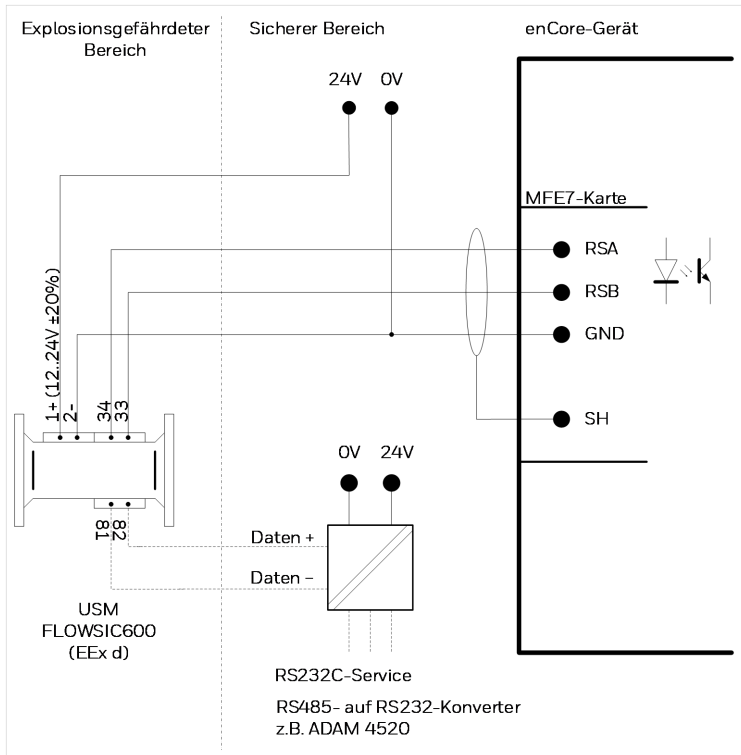 Explosionsgefährdeter
Bereich
Sicherer Bereich
enCore-Gerät
24V
0V
MFE7-Karte
RSA
RSB
GND
SH
1+ (12..24V ±20%)
2-
34
33
81
82
0V
24V
Daten +
Daten –
USM
FLOWSIC600
(EEx d)
RS232C-Service
RS485- auf RS232-Konverter
z.B. ADAM 4520